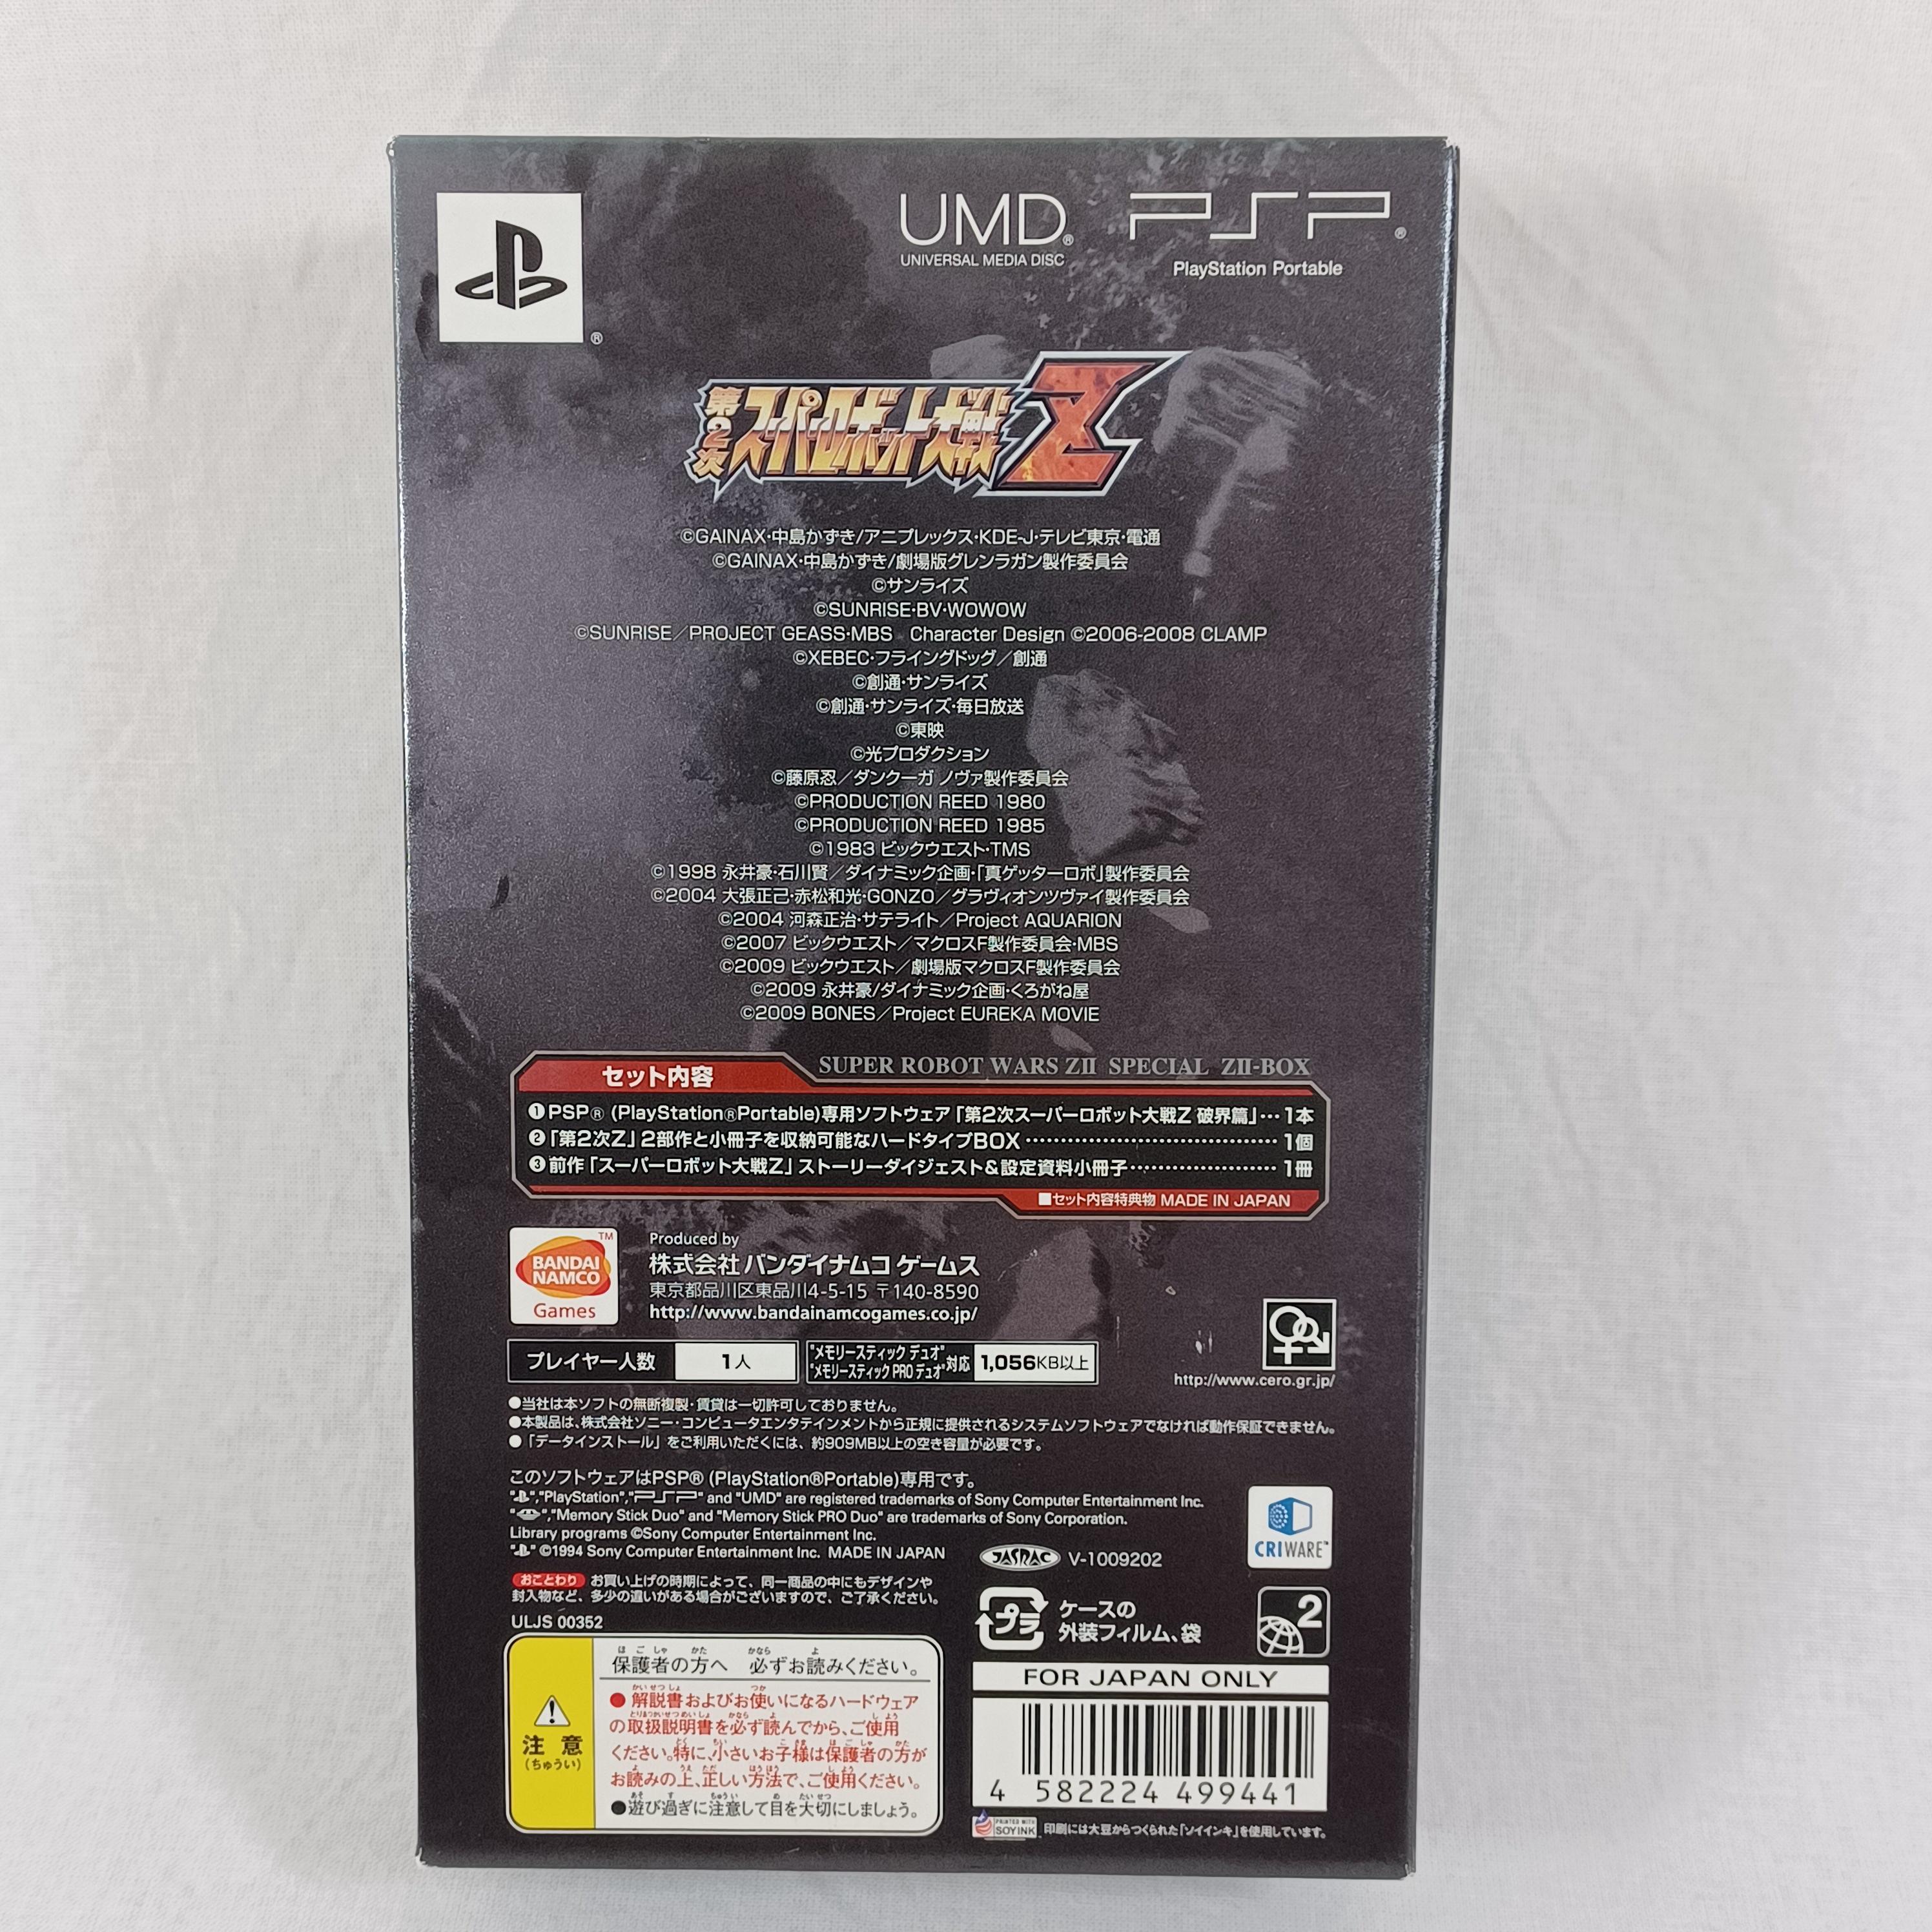 UMD® PSP®
UNIVERSAL MEDIA DISC PlayStation Portable
®
第2次スーパーロボット大戦Z
©GAINAX·中島かずき/アニプレックス·KDE-J·テレビ東京·電通
©GAINAX·中島かずき/劇場版グレンラガン製作委員会
©サンライズ
©SUNRISE·BV·WOWOW
©SUNRISE／PROJECT GEASS·MBS Character Design ©2006-2008 CLAMP
©XEBEC·フライングドッグ／創通
©創通·サンライズ
©創通·サンライズ·毎日放送
©東映
©光プロダクション
©藤原忍／ダンクーガ ノヴァ製作委員会
©PRODUCTION REED 1980
©PRODUCTION REED 1985
©1983 ビックウエスト·TMS
©1998 永井豪·石川賢／ダイナミック企画·「真ゲッターロボ」製作委員会
©2004 大張正己·赤松和光·GONZO／グラヴィオンツヴァイ製作委員会
©2004 河森正治·サテライト／Project AQUARION
©2007 ビックウエスト／マクロスF製作委員会·MBS
©2009 ビックウエスト／劇場版マクロスF製作委員会
©2009 永井豪/ダイナミック企画·くろがね屋
©2009 BONES／Project EUREKA MOVIE
SUPER ROBOT WARS ZII SPECIAL ZII-BOX
セット内容
❶PSP® (PlayStation®Portable)専用ソフトウェア「第2次スーパーロボット大戦Z 破界篇」…1本
❷「第2次Z」2部作と小冊子を収納可能なハードタイプBOX……………………………1個
❸前作「スーパーロボット大戦Z」ストーリーダイジェスト＆設定資料小冊子………………1冊
■セット内容特典物 MADE IN JAPAN
BANDAI NAMCO Games ™
Produced by
株式会社 バンダイナムコ ゲームス
東京都品川区東品川4-5-15 〒140-8590
http://www.bandainamcogames.co.jp/
プレイヤー人数 1人
"メモリースティック デュオ"
"メモリースティック PRO デュオ"対応 1,056KB以上
http://www.cero.gr.jp/
●当社は本ソフトの無断複製·賃貸は一切許可しておりません。
●本製品は、株式会社ソニー·コンピュータエンタテインメントから正規に提供されるシステムソフトウェアでなければ動作保証できません。
●「データインストール」をご利用いただくには、約909MB以上の空き容量が必要です。
このソフトウェアはPSP® (PlayStation®Portable)専用です。
" ","PlayStation","PSP" and "UMD" are registered trademarks of Sony Computer Entertainment Inc.
" ","Memory Stick Duo" and "Memory Stick PRO Duo" are trademarks of Sony Corporation.
Library programs ©Sony Computer Entertainment Inc.
" " ©1994 Sony Computer Entertainment Inc. MADE IN JAPAN
JASRAC V-1009202
CRIWARE™
おことわり お買い上げの時期によって、同一商品の中にもデザインや
封入物など、多少の違いがある場合がございますので、ご了承ください。
ULJS 00352
プラ ケースの
外装フィルム、袋
2
注意
(ちゅうい)
保護者の方へ 必ずお読みください。
●解説書およびお使いになるハードウェア
の取扱説明書を必ず読んでから、ご使用
ください。特に、小さいお子様は保護者の方が
お読みの上、正しい方法で、ご使用ください。
●遊び過ぎに注意して目を大切にしましょう。
FOR JAPAN ONLY
4 582224 499441
PRINTED WITH SOY INK 印刷には大豆からつくられた「ソイインキ」を使用しています。